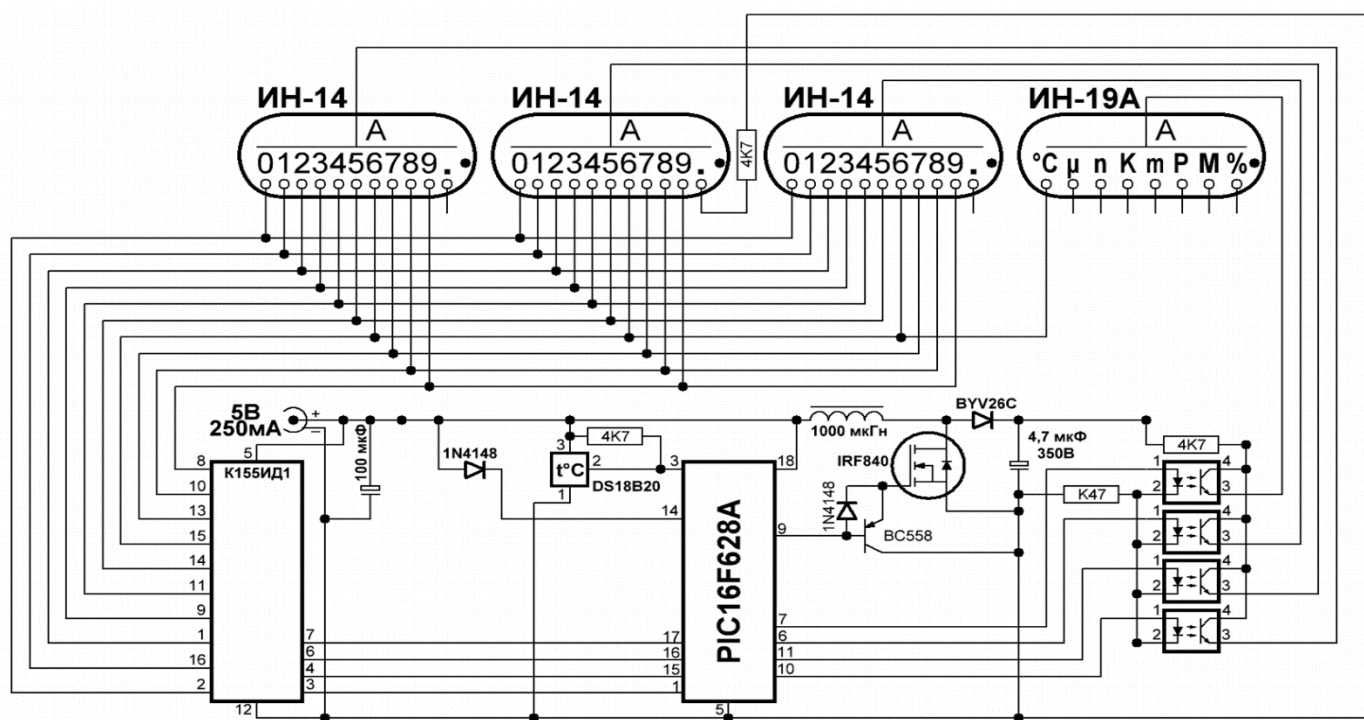 ИН-14 ИН-14 ИН-14 ИН-19А
А А А А
0123456789. 0123456789. 4K7 0123456789. °C µ n K m P M %
5В + BYV26C
250мА − 1000 мкГн 4,7 мкФ
350В
100 мкФ
5 1N4148 3 4K7 4K7
8 К155ИД1 t°C 2 3 18 IRF840 1 4
DS18B20
10 1 K47 2 3
13 14 1N4148 1 4
15 9 BC558 2 3
14 1 4
11 2 3
9 PIC16F628A 7 1 4
1 7 17 6 2 3
6 16 11
16 4 15 10
2 3 1
12 5